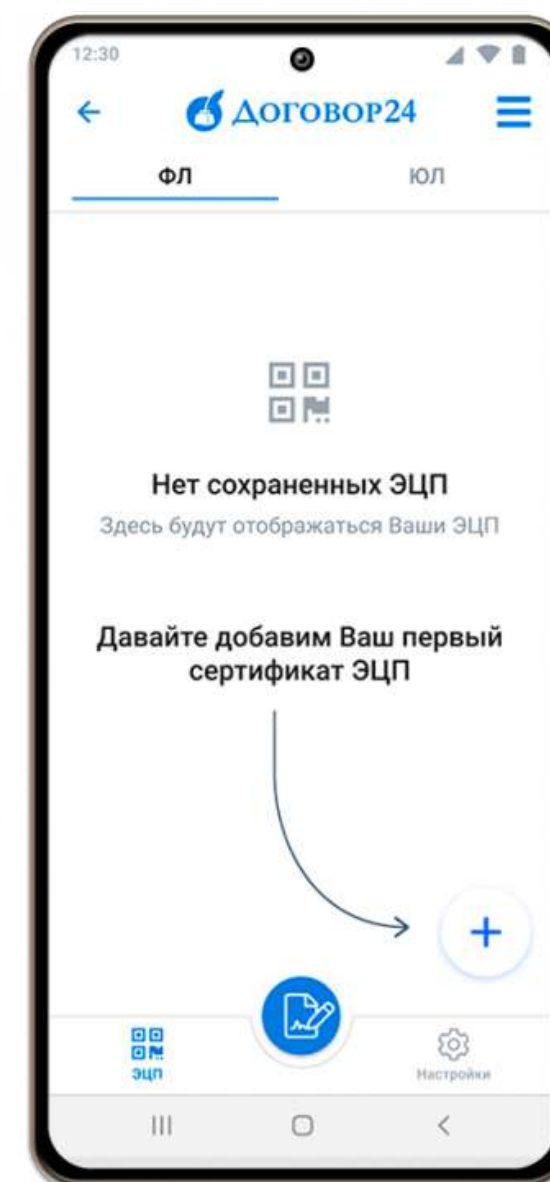 12:30
Договор24
ФЛ
ЮЛ
Нет сохраненных ЭЦП
Здесь будут отображаться Ваши ЭЦП
Давайте добавим Ваш первый
сертификат ЭЦП
ЭЦП
Настройки